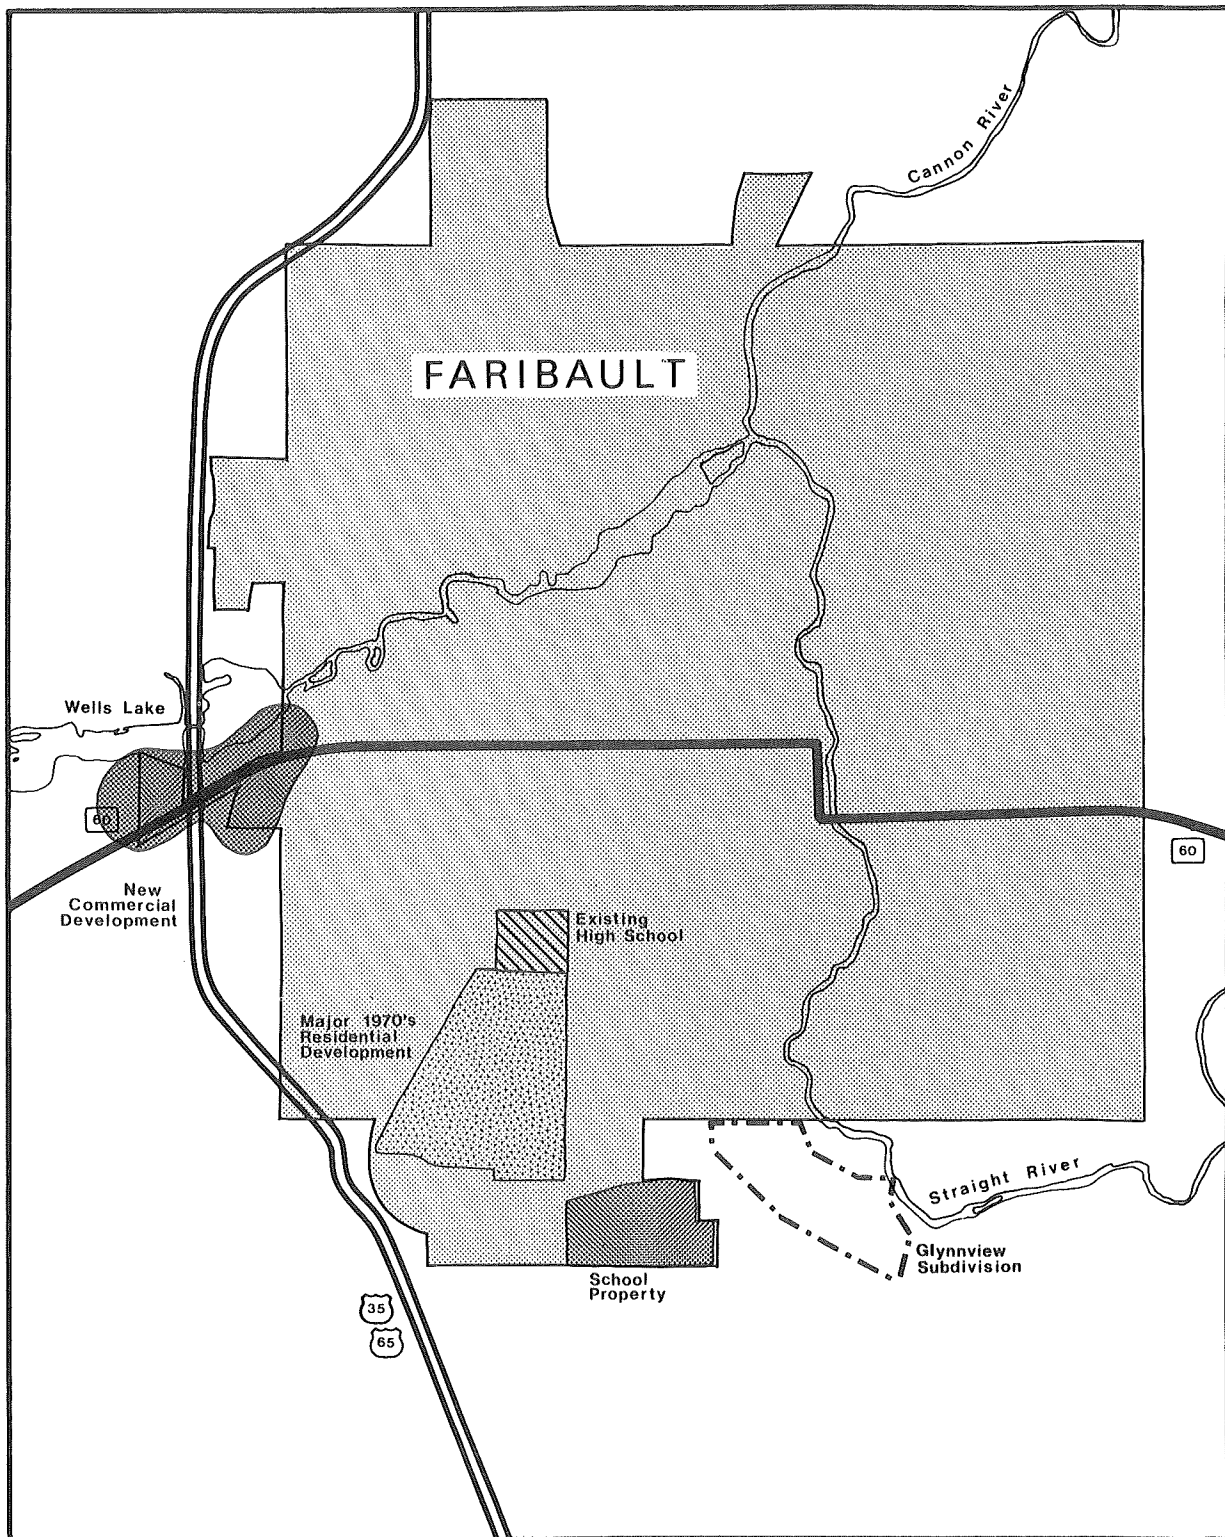 Cannon River
FARIBAULT
Wells Lake
60
60
New
Commercial
Development
Existing
High School
Major 1970's
Residential
Development
Straight River
Glynnview
Subdivision
School
Property
35
65